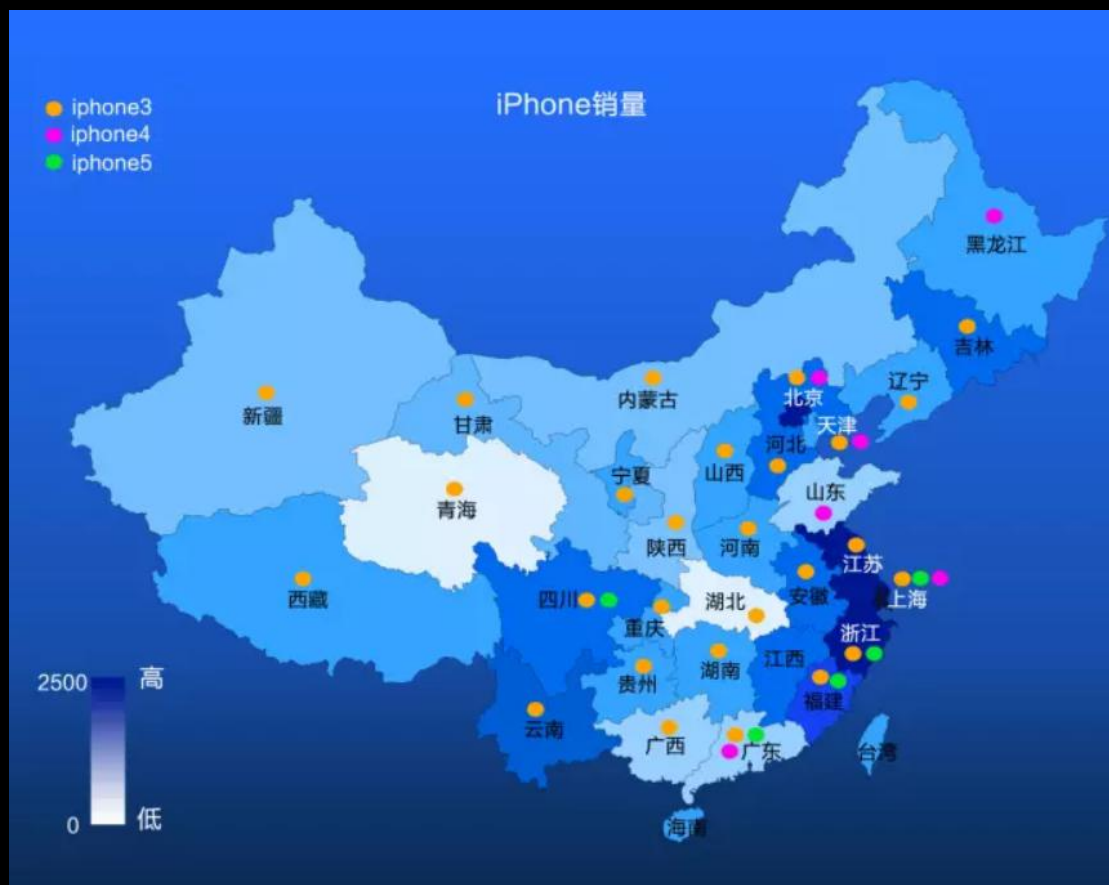 iphone3
iPhone销量
iphone4
iphone5
黑龙江
吉林
辽宁
北京
内蒙古
新疆
甘肃
天津
河北
山西
宁夏
山东
青海
陕西
河南
江苏
西藏
四川
湖北
安徽
上海
重庆
浙江
江西
湖南
贵州
福建
云南
广西
广东
台湾
海南
2500
高
0
低